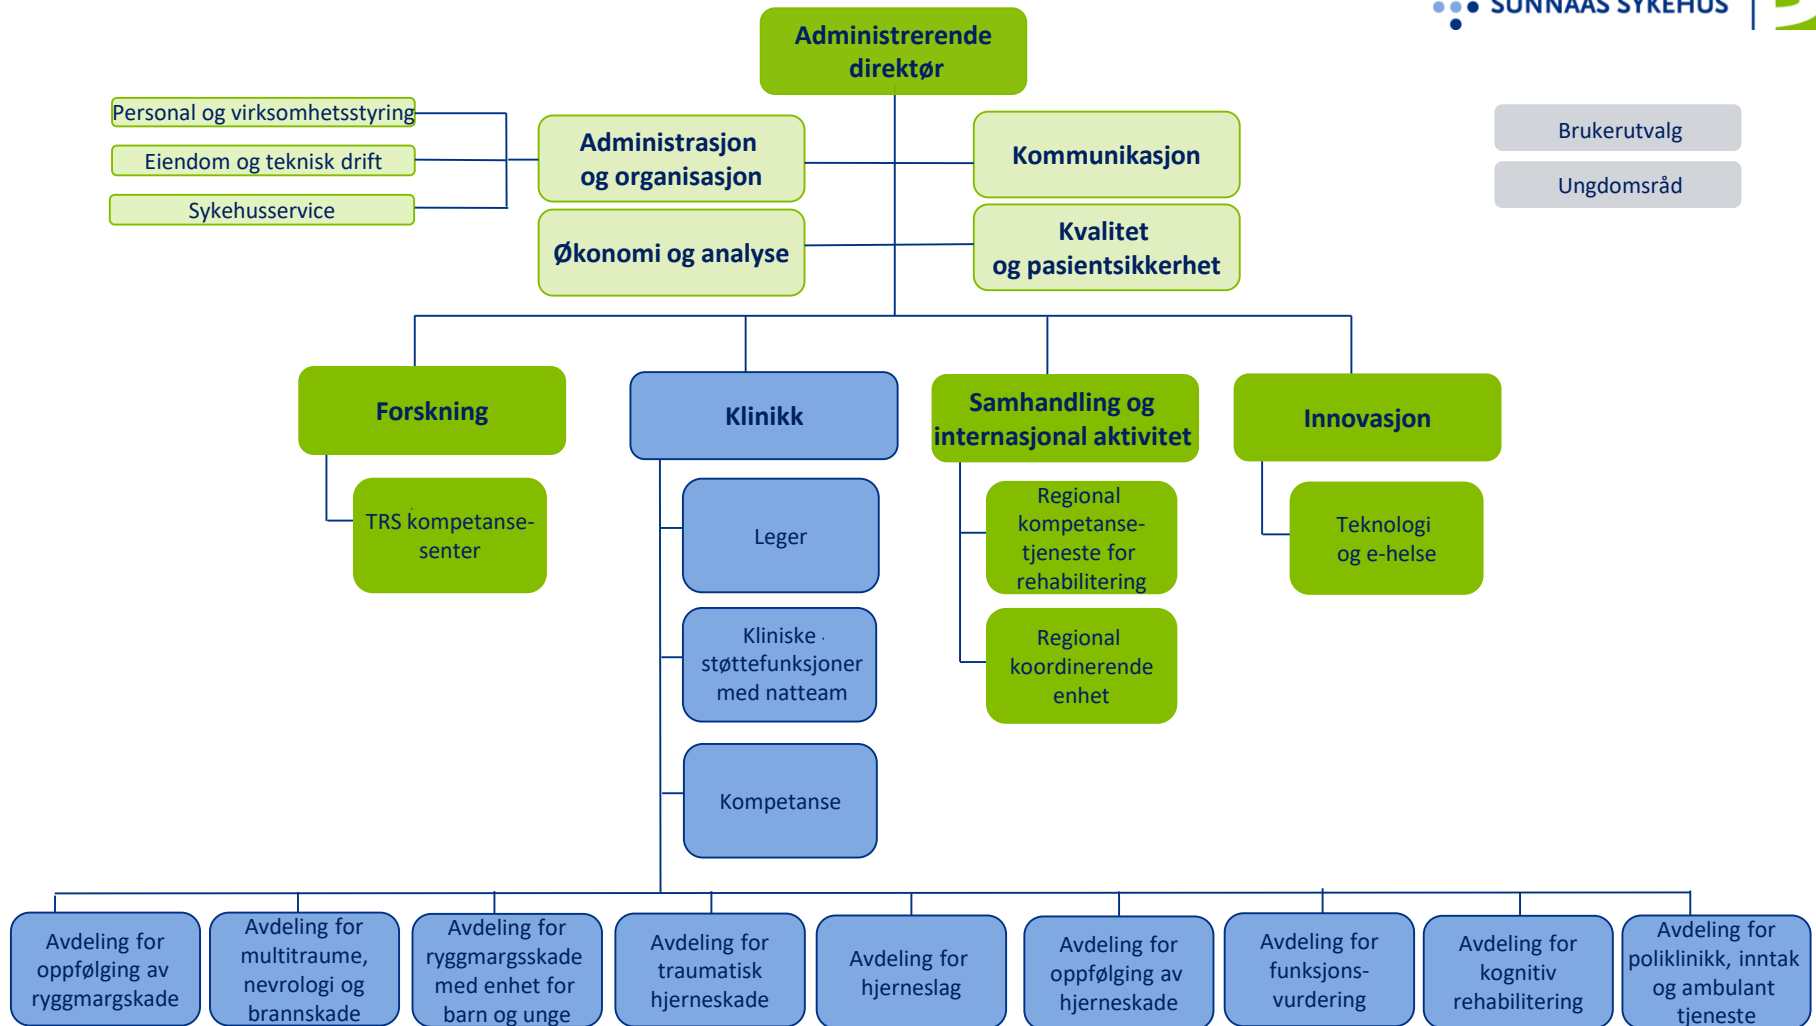 SUNNAAS SYKEHUS
Administrerende
direktør
Personal og virksomhetsstyring
Eiendom og teknisk drift
Sykehusservice
Administrasjon
og organisasjon
Kommunikasjon
Økonomi og analyse
Kvalitet
og pasientsikkerhet
Brukerutvalg
Ungdomsråd
Forskning
Klinikk
Samhandling og
internasjonal aktivitet
Innovasjon
TRS kompetanse-
senter
Leger
Kliniske
støttefunksjoner
med natteam
Kompetanse
Regional
kompetanse-
tjeneste for
rehabilitering
Regional
koordinerende
enhet
Teknologi
og e-helse
Avdeling for
oppfølging av
ryggmargskade
Avdeling for
multitraume,
nevrologi og
brannskade
Avdeling for
ryggmargsskade
med enhet for
barn og unge
Avdeling for
traumatisk
hjerneskade
Avdeling for
hjerneslag
Avdeling for
oppfølging av
hjerneskade
Avdeling for
funksjons-
vurdering
Avdeling for
kognitiv
rehabilitering
Avdeling for
poliklinikk, inntak
og ambulant
tjeneste